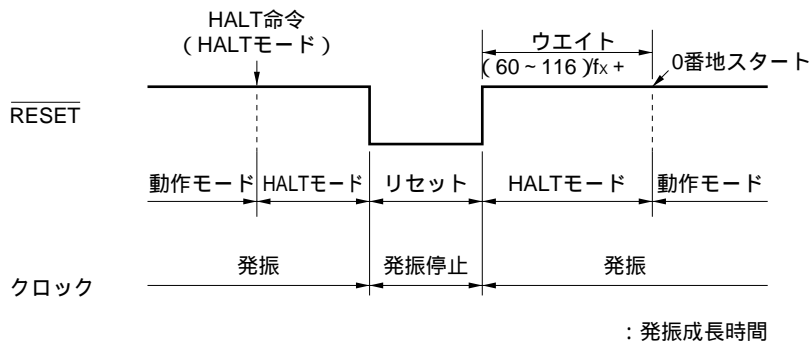 HALT命令
(HALTモード)
ウエイト
(60~116)/fx+
0番地スタート
RESET
動作モード
HALTモード
リセット
HALTモード
動作モード
発振
発振停止
発振
クロック
:発振成長時間